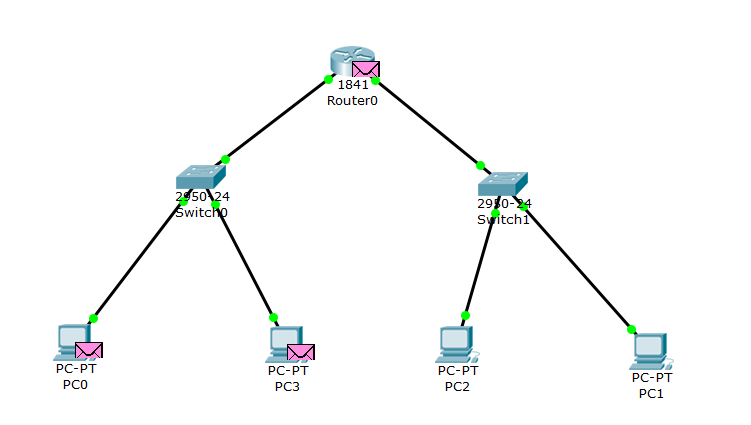 1841
Router0
2950-24
Switch0
2950-24
Switch1
PC-PT
PC0
PC-PT
PC3
PC-PT
PC2
PC-PT
PC1